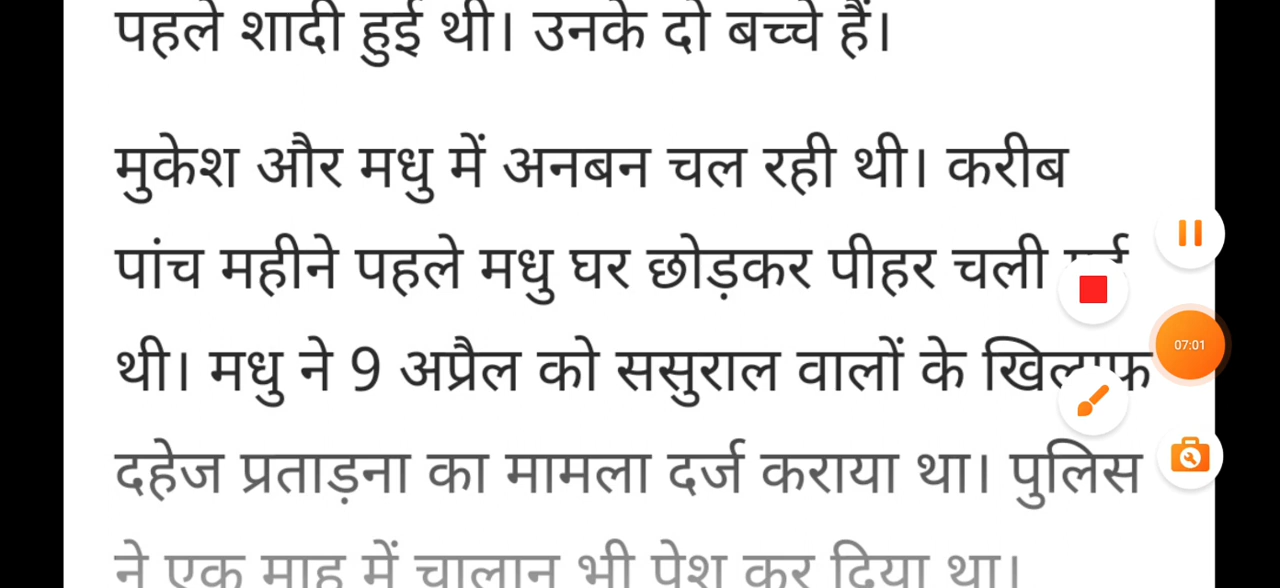 पहले शादी हुई थी। उनके दो बच्चे हैं।
मुकेश और मधु में अनबन चल रही थी। करीब
पांच महीने पहले मधु घर छोड़कर पीहर चली
थी। मधु ने 9 अप्रैल को ससुराल वालों के खिलाफ
07:01
दहेज प्रताड़ना का मामला दर्ज कराया था। पुलिस
ने एक माह में चालान भी पेश कर दिया था।